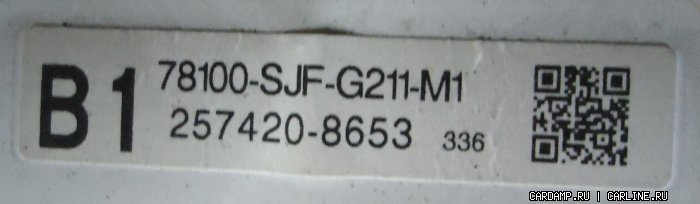 B1
78100-SJF-G211-M1
257420-8653 336
CARDAMP.RU | CARLINE.RU